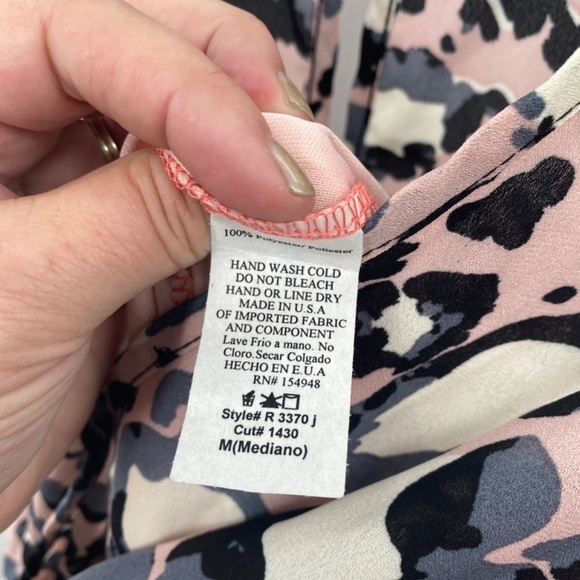 100% Polyester/ Poliester
HAND WASH COLD
DO NOT BLEACH
HAND OR LINE DRY
MADE IN U.S.A
OF IMPORTED FABRIC
AND COMPONENT
Lave Frio a mano. No
Cloro.Secar Colgado
HECHO EN E.U.A
RN# 154948
Style# R 3370 j
Cut# 1430
M(Mediano)